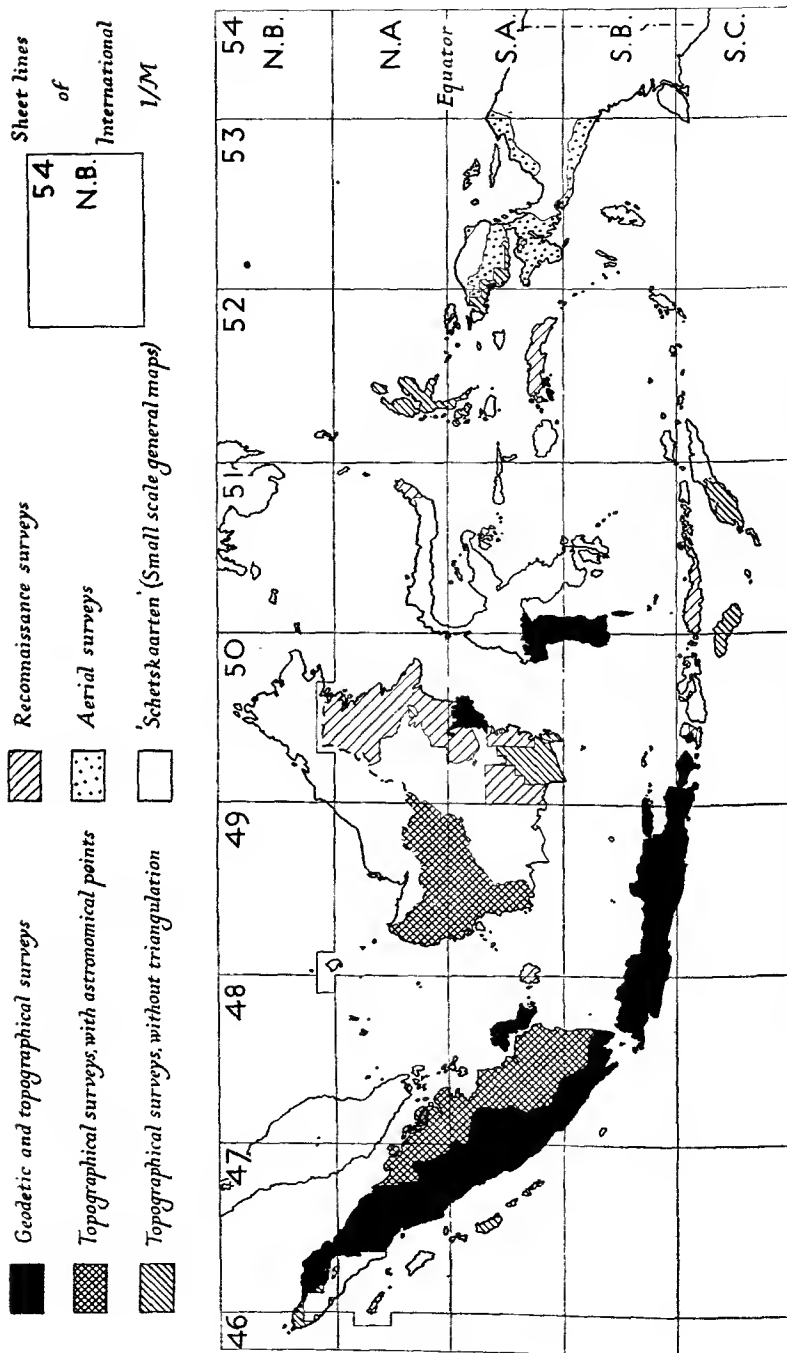 Geodetic and topographical surveys
Topographical surveys, with astronomical points
Topographical surveys, without triangulation
Reconnaissance surveys
Aerial surveys
'Schetskaarten' (Small scale general maps)
Sheet lines
of
International
1/M
54
N.B.
46
47
48
49
50
51
52
53
54
N.B.
N.A
Equator
S.A.
S.B.
S.C.